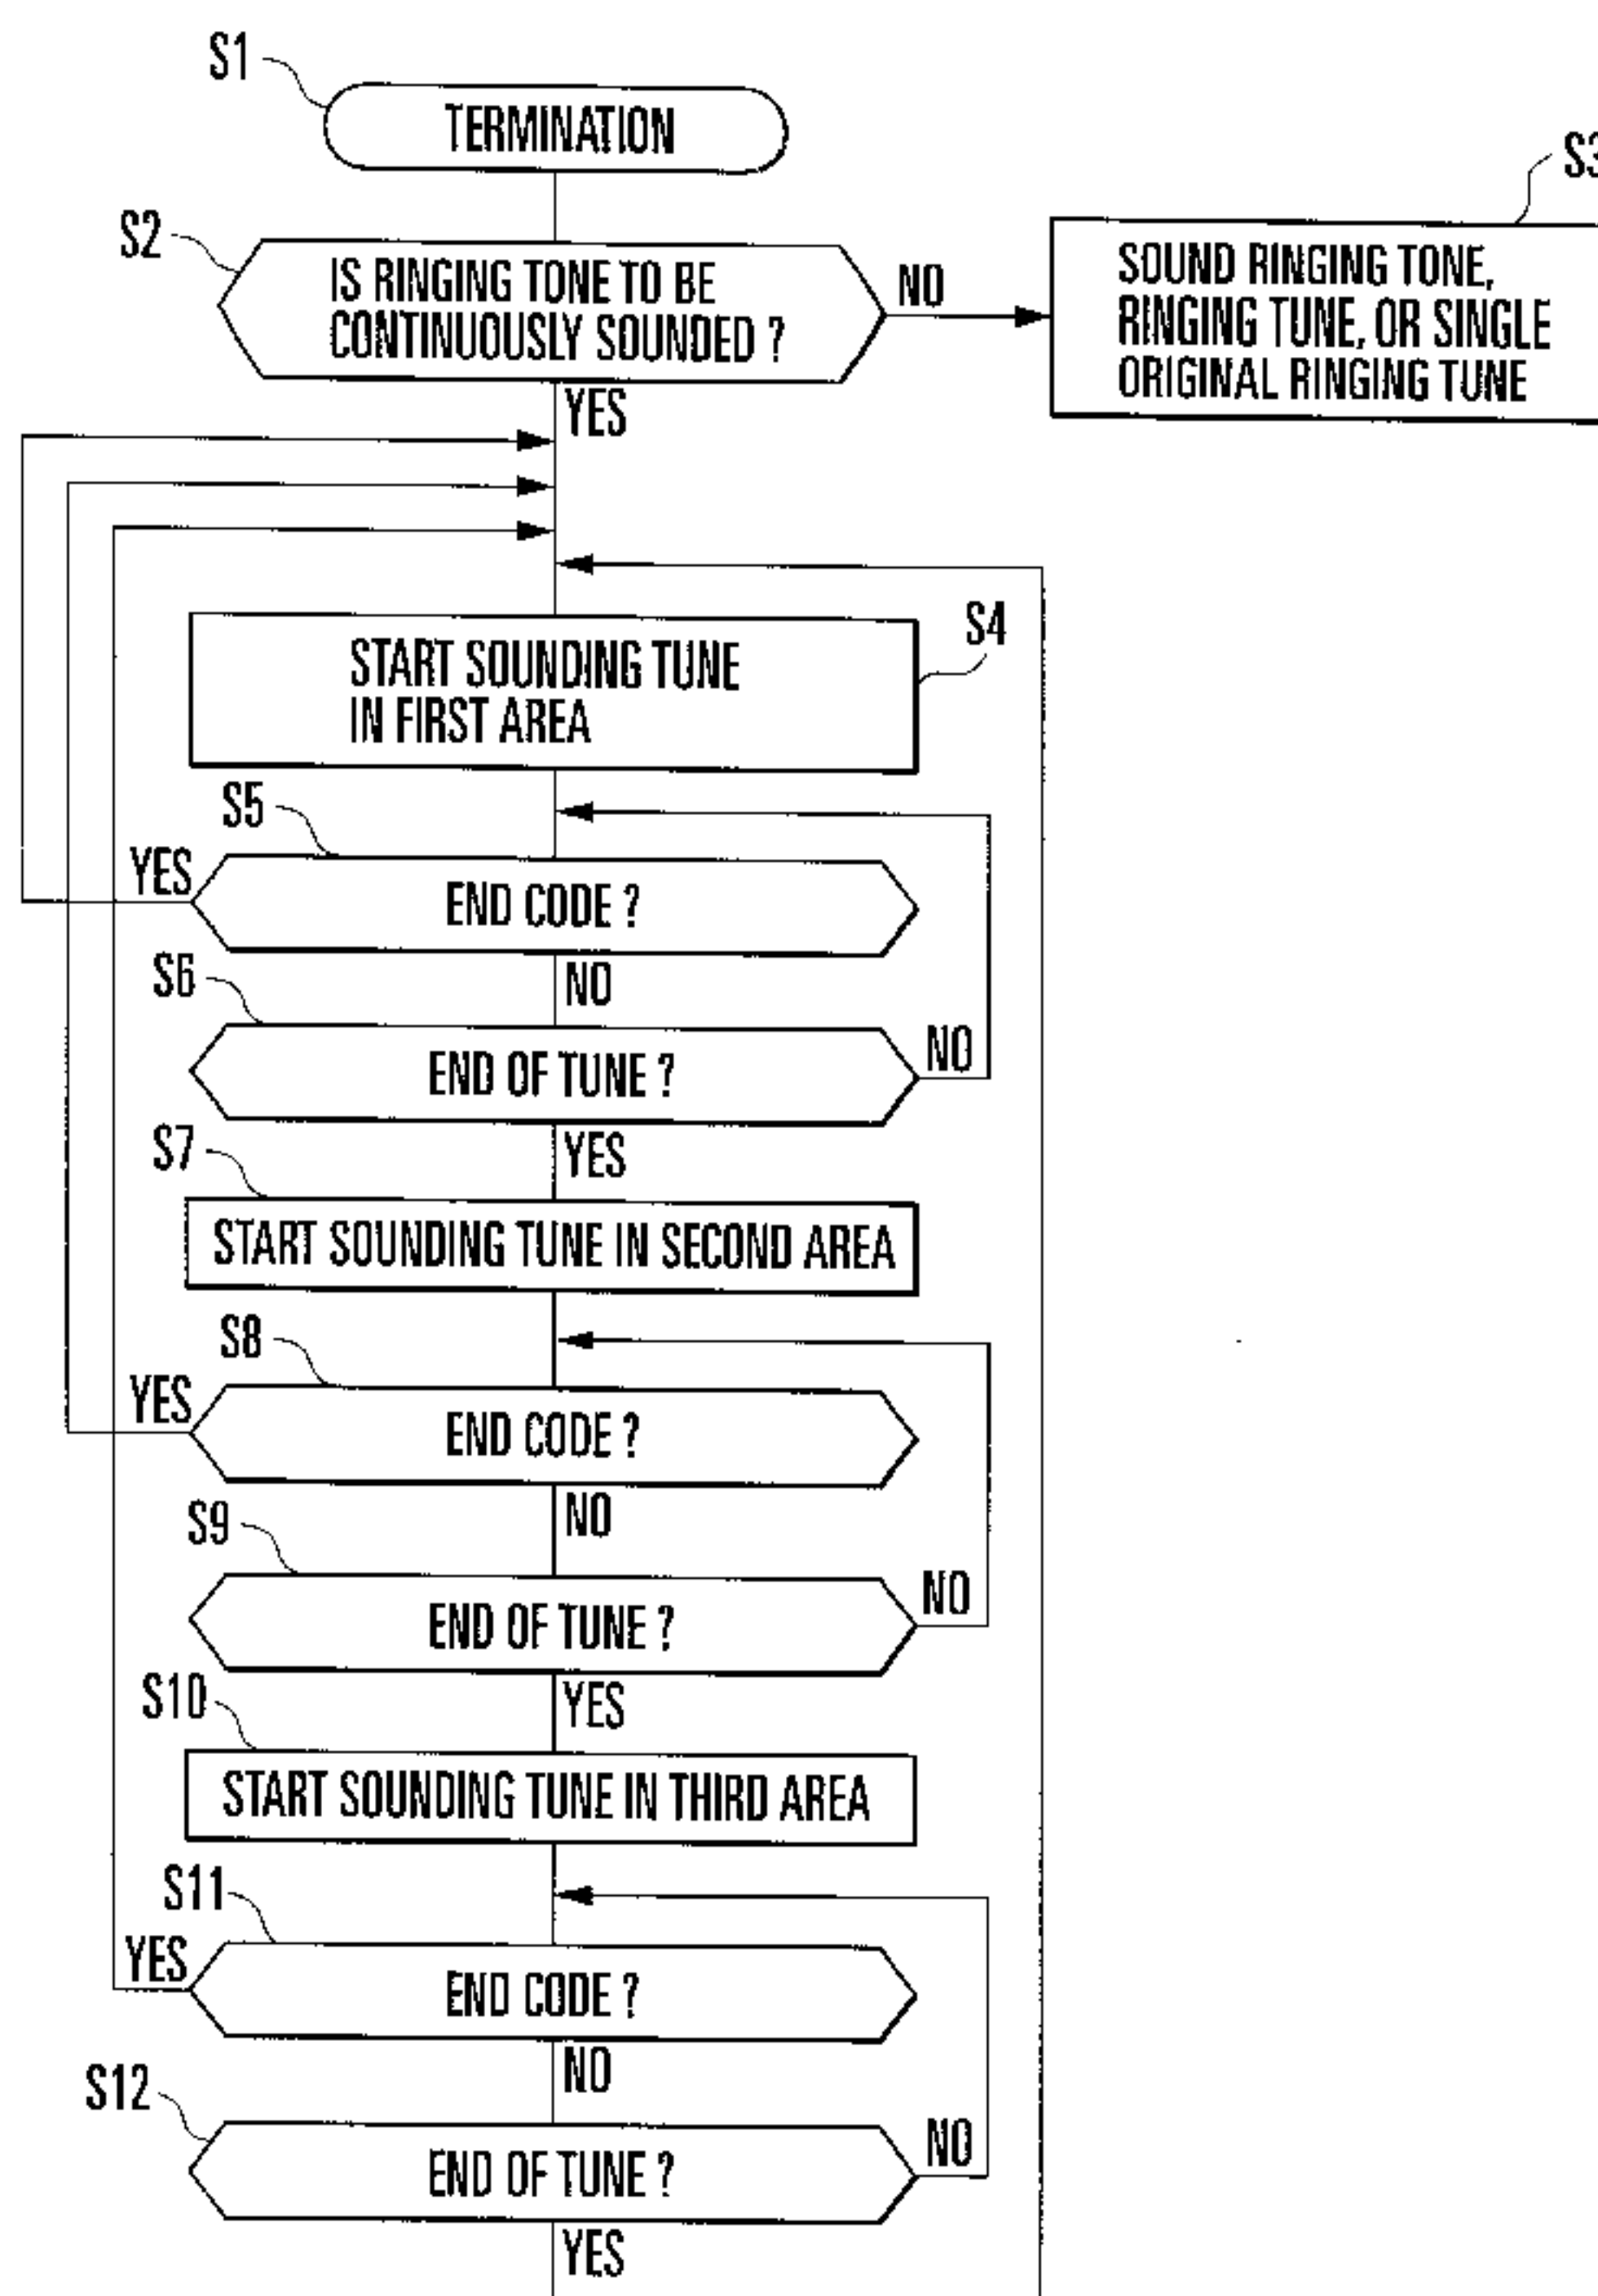 S1
TERMINATION
S2
IS RINGING TONE TO BE
CONTINUOUSLY SOUNDED ?
NO
S3
SOUND RINGING TONE,
RINGING TUNE, OR SINGLE
ORIGINAL RINGING TUNE
YES
START SOUNDING TUNE
IN FIRST AREA
S4
S5
YES
END CODE ?
NO
S6
END OF TUNE ?
NO
YES
S7
START SOUNDING TUNE IN SECOND AREA
S8
YES
END CODE ?
NO
S9
END OF TUNE ?
NO
YES
S10
START SOUNDING TUNE IN THIRD AREA
S11
YES
END CODE ?
NO
S12
END OF TUNE ?
NO
YES